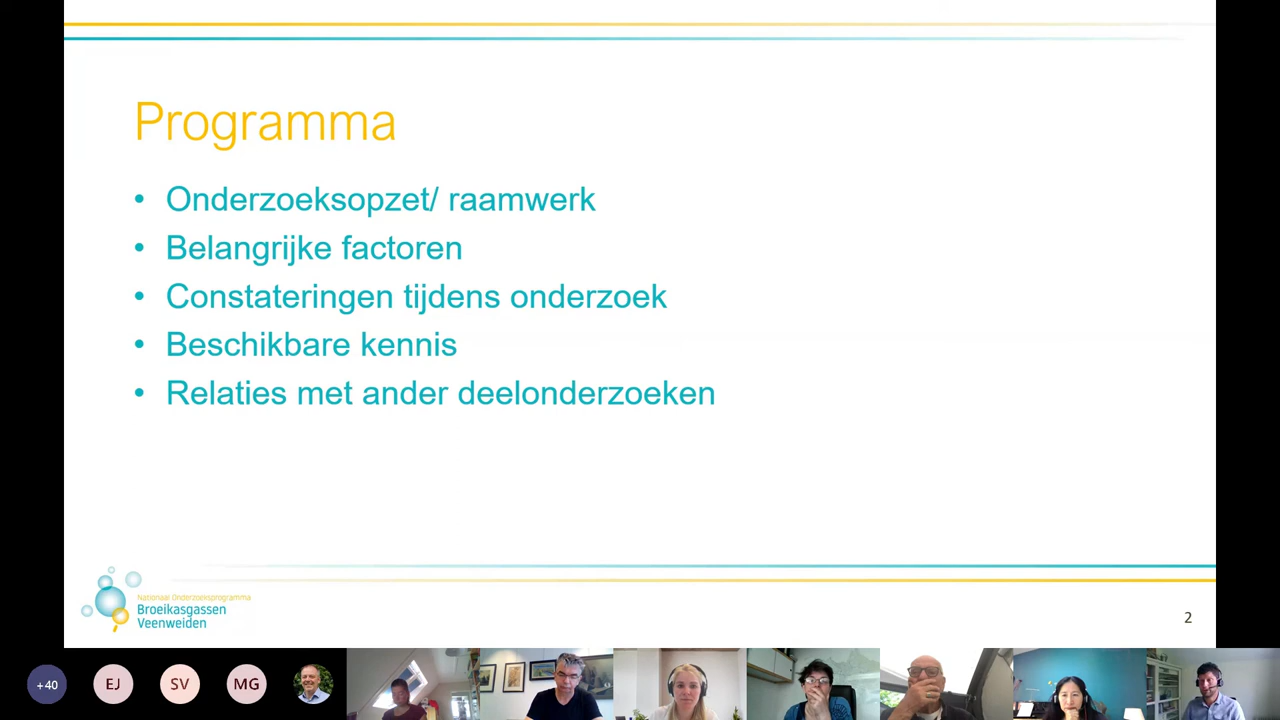 Programma
• Onderzoeksopzet/ raamwerk
• Belangrijke factoren
• Constateringen tijdens onderzoek
• Beschikbare kennis
• Relaties met ander deelonderzoeken
Nationaal Onderzoeksprogramma
Broeikasgassen
Veenweiden
2
+40
EJ
SV
MG